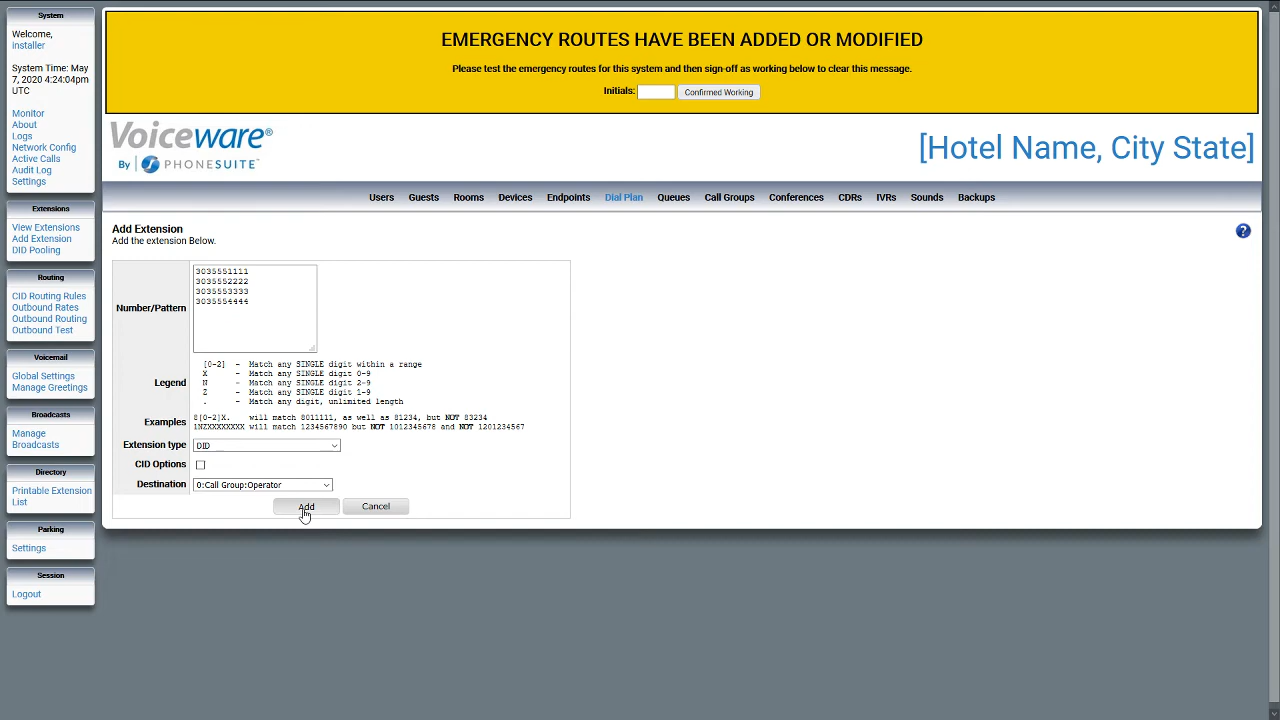 System
Welcome,
installer
System Time: May
7, 2020 4:24:04pm
UTC
Monitor
About
Logs
Network Config
Active Calls
Audit Log
Settings
Extensions
View Extensions
Add Extension
DID Pooling
Routing
CID Routing Rules
Outbound Rates
Outbound Routing
Outbound Test
Voicemail
Global Settings
Manage Greetings
Broadcasts
Manage
Broadcasts
Directory
Printable Extension
List
Parking
Settings
Session
Logout
EMERGENCY ROUTES HAVE BEEN ADDED OR MODIFIED
Please test the emergency routes for this system and then sign-off as working below to clear this message.
Initials: Confirmed Working
Voiceware®
By PHONESUITE™
[Hotel Name, City State]
Users Guests Rooms Devices Endpoints Dial Plan Queues Call Groups Conferences CDRs IVRs Sounds Backups
Add Extension
Add the extension Below.
?
Number/Pattern
3035551111
3035552222
3035553333
3035554444
Legend
[0-2] - Match any SINGLE digit within a range
X - Match any SINGLE digit 0-9
N - Match any SINGLE digit 2-9
Z - Match any SINGLE digit 1-9
. - Match any digit, unlimited length
Examples
8[0-2]X. will match 8011111, as well as 81234, but NOT 83234
1NZXXXXXXX will match 1234567890 but NOT 1012345678 and NOT 1201234567
Extension type DID
CID Options
Destination 0:Call Group:Operator
Add Cancel